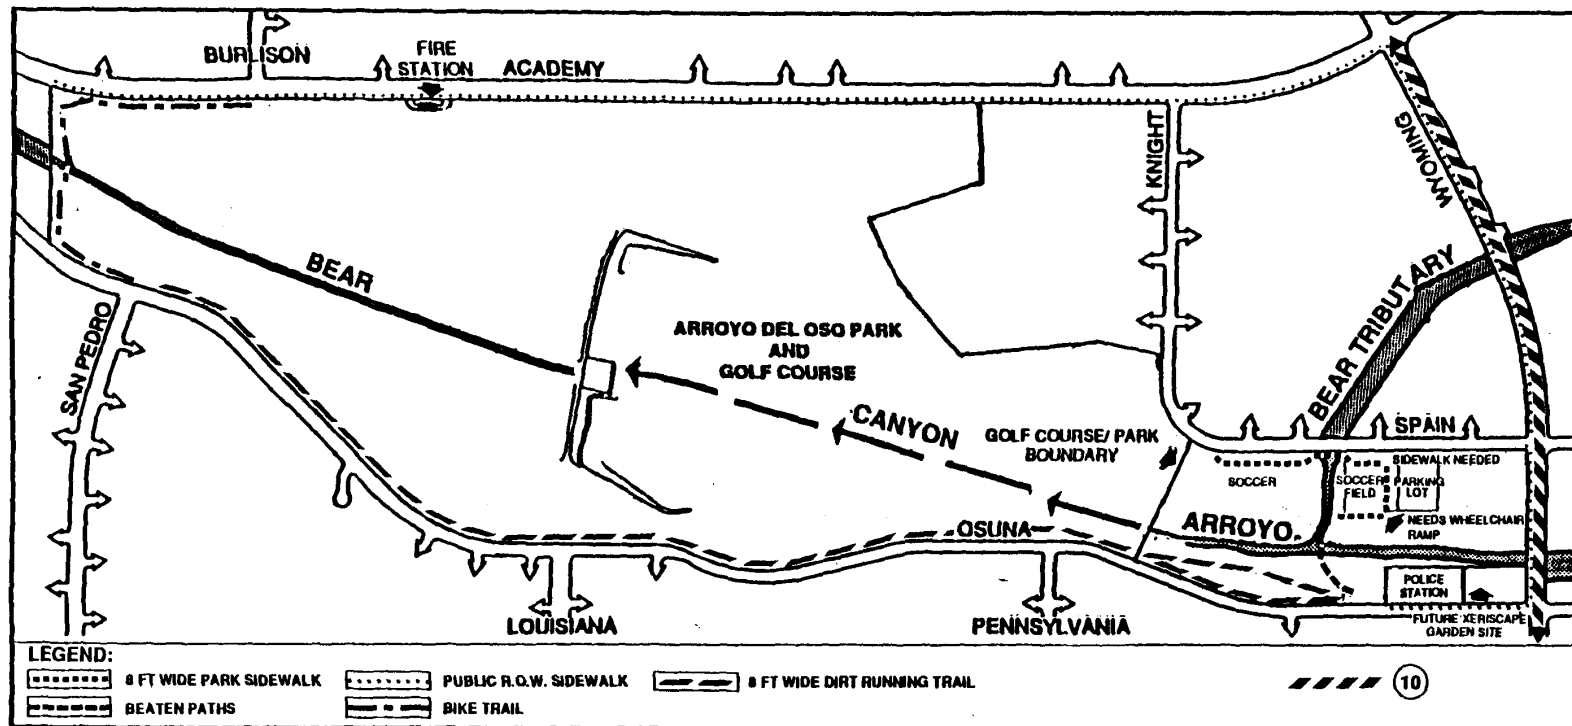 BURLISON
FIRE
STATION
ACADEMY
KNIGHT
WYOMING
BEAR
BEAR TRIBUTARY
SAN PEDRO
ARROYO DEL OSO PARK
AND
GOLF COURSE
CANYON
GOLF COURSE/ PARK
BOUNDARY
SPAIN
SIDEWALK NEEDED
SOCCER
SOCCER
FIELD
PARKING
LOT
ARROYO
NEEDS WHEELCHAIR
RAMP
OSUNA
POLICE
STATION
LOUISIANA
PENNSYLVANIA
FUTURE XERISCAPE
GARDEN SITE
LEGEND:
8 FT WIDE PARK SIDEWALK
PUBLIC R.O.W. SIDEWALK
8 FT WIDE DIRT RUNNING TRAIL
10
BEATEN PATHS
BIKE TRAIL